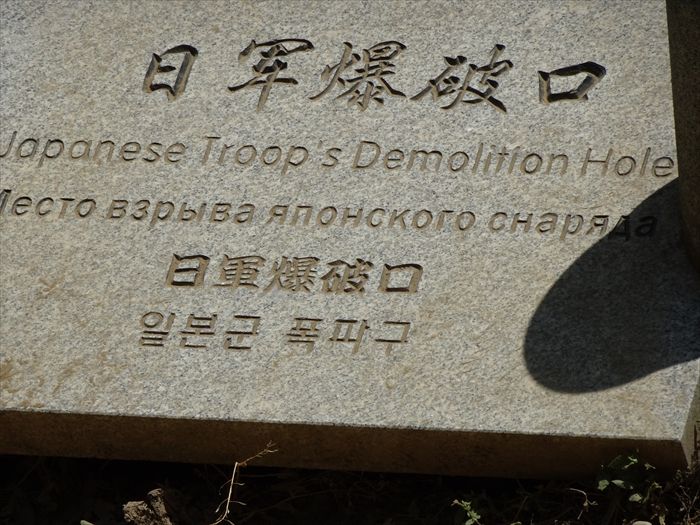 日军爆破口
Japanese Troop's Demolition Hole
Место взрыва японского снаряда
日軍爆破口
일본군 폭파구